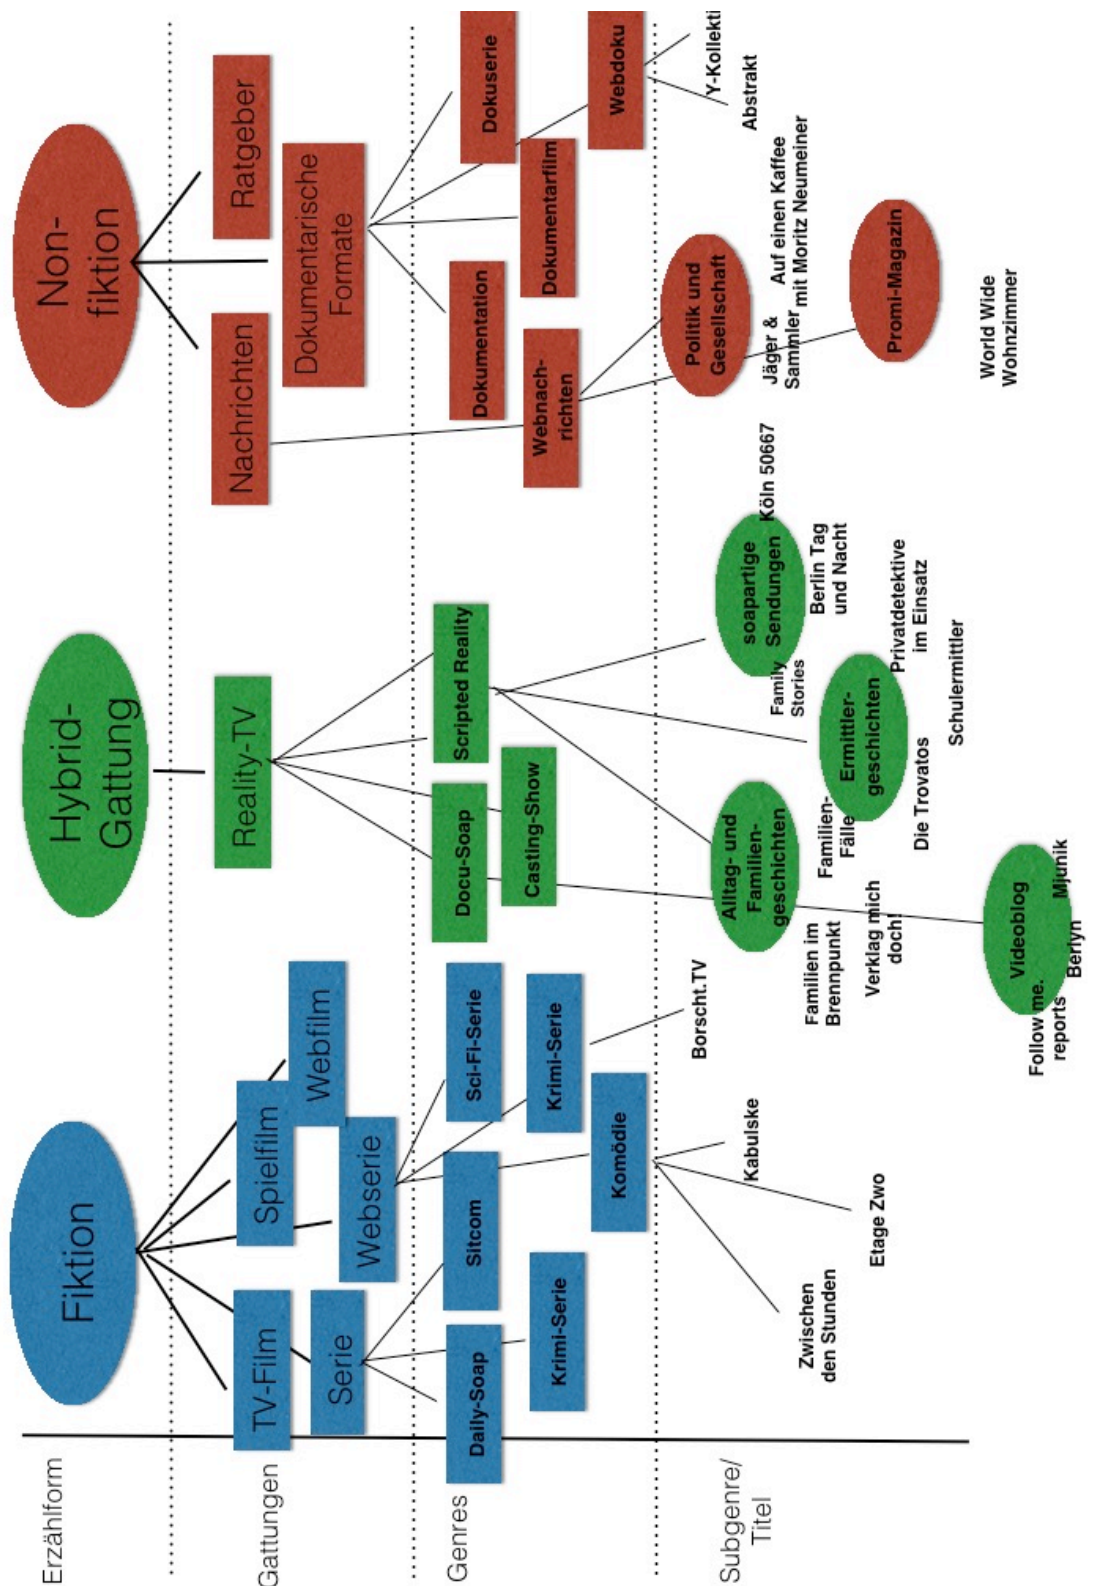 Erzählform
Fiktion
Hybrid-
Gattung
Non-
fiktion
Gattungen
TV-Film
Serie
Spielfilm
Webserie
Webfilm
Reality-TV
Nachrichten
Dokumentarische
Formate
Ratgeber
Genres
Daily-Soap
Krimi-Serie
Sitcom
Komödie
Sci-Fi-Serie
Krimi-Serie
Docu-Soap
Casting-Show
Scripted Reality
Webnach-
richten
Dokumentation
Dokumentarfilm
Dokuserie
Webdoku
Subgenre/
Titel
Zwischen
den Stunden
Etage Zwo
Kabulske
Borscht.TV
Alltag- und
Familien-
geschichten
Familien im
Brennpunkt
Verklag mich
doch!
Familien-
Fälle
Videoblog
Follow me.
reports
Berlyn
Mjunik
Ermittler-
geschichten
Die Trovatos
Schulermittler
Privatdetektive
im Einsatz
soapartige
Sendungen
Family
Stories
Berlin Tag
und Nacht
Köln 50667
Politik und
Gesellschaft
Jäger &
Sammler
Auf einen Kaffee
mit Moritz Neumeiner
Promi-Magazin
World Wide
Wohnzimmer
Abstrakt
Y-Kollekti